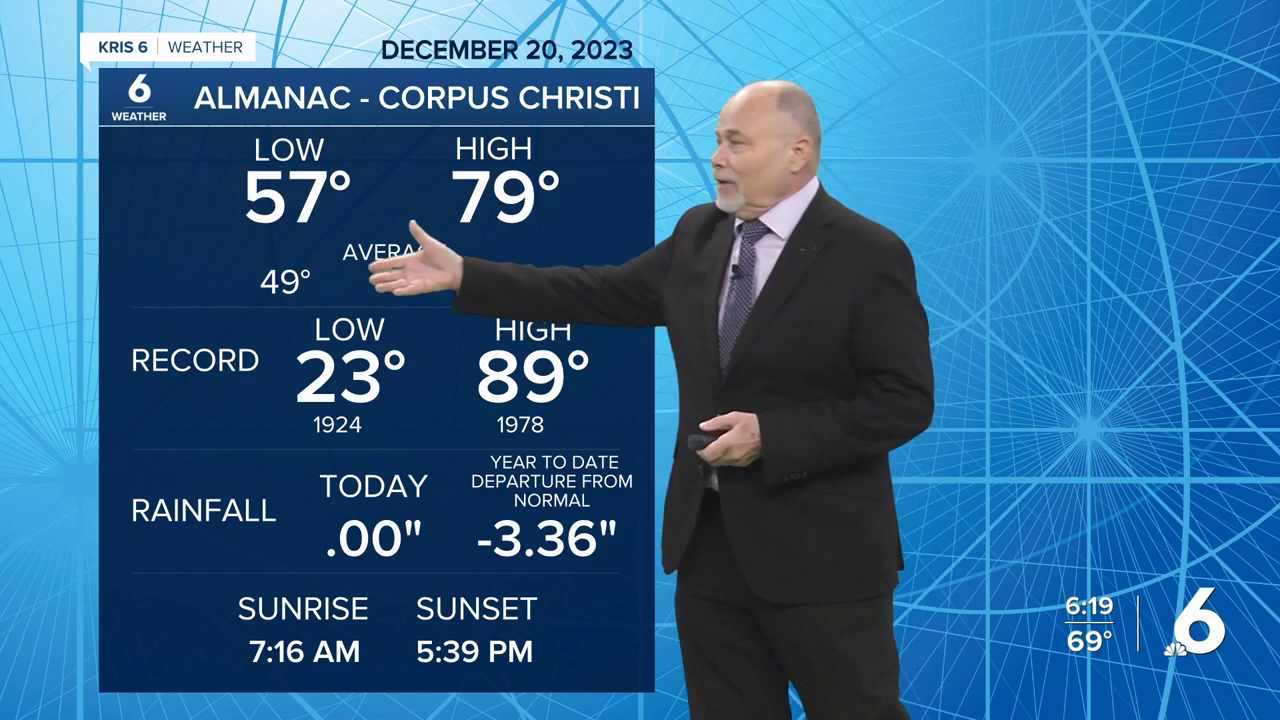 KRIS 6 WEATHER
DECEMBER 20, 2023
6
WEATHER
ALMANAC - CORPUS CHRISTI
LOW HIGH
57° 79°
49°
RECORD
LOW HIGH
23° 89°
1924 1978
RAINFALL
TODAY
.00"
YEAR TO DATE
DEPARTURE FROM
NORMAL
-3.36"
SUNRISE SUNSET
7:16 AM 5:39 PM
6:19
69°
6